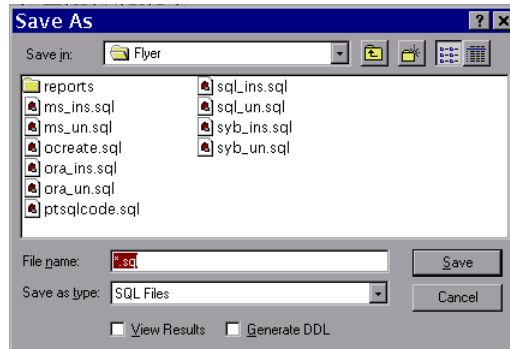 Save As
Save in: Flyer
reports sql_ins.sql
ms_ins.sql sql_un.sql
ms_un.sql syb_ins.sql
ocreate.sql syb_un.sql
ora_ins.sql
ora_un.sql
ptsqlcode.sql
File name: *.sql Save
Save as type: SQL Files Cancel
View Results Generate DDL